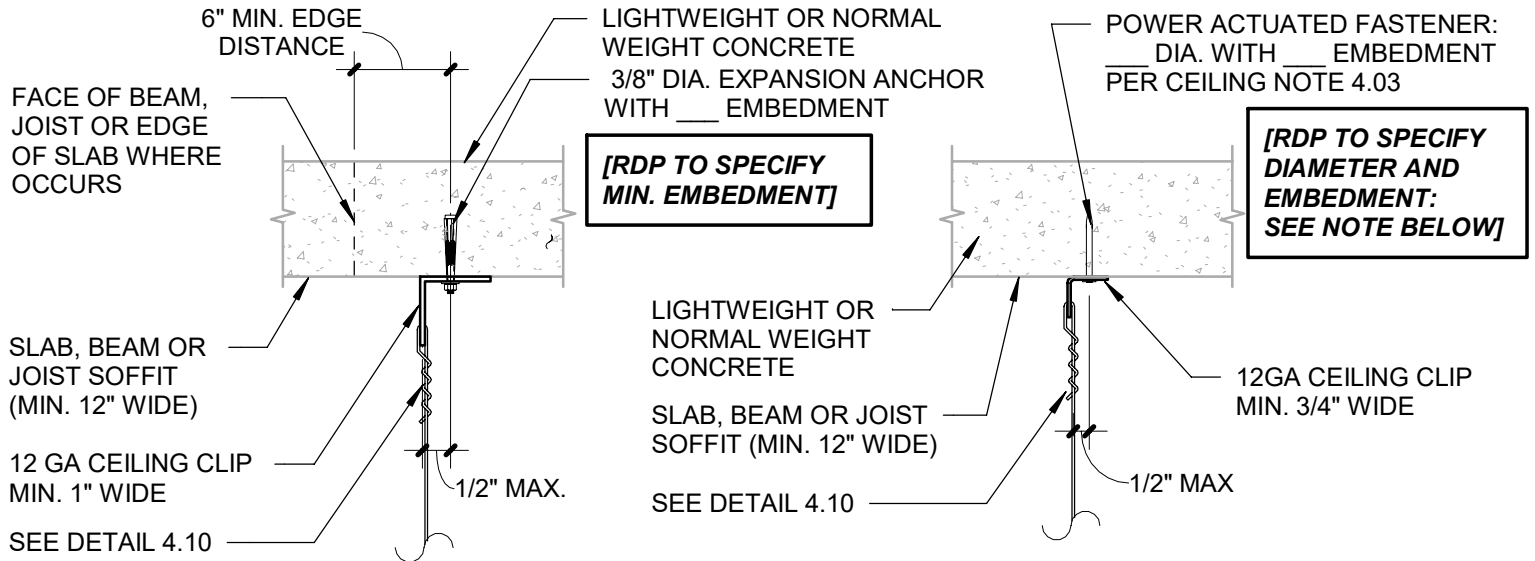 6" MIN. EDGE
DISTANCE
LIGHTWEIGHT OR NORMAL
WEIGHT CONCRETE
3/8" DIA. EXPANSION ANCHOR
WITH ___ EMBEDMENT
[RDP TO SPECIFY
MIN. EMBEDMENT]
FACE OF BEAM,
JOIST OR EDGE
OF SLAB WHERE
OCCURS
SLAB, BEAM OR
JOIST SOFFIT
(MIN. 12" WIDE)
12 GA CEILING CLIP
MIN. 1" WIDE
SEE DETAIL 4.10
1/2" MAX.
POWER ACTUATED FASTENER:
___ DIA. WITH ___ EMBEDMENT
PER CEILING NOTE 4.03
[RDP TO SPECIFY
DIAMETER AND
EMBEDMENT:
SEE NOTE BELOW]
LIGHTWEIGHT OR
NORMAL WEIGHT
CONCRETE
SLAB, BEAM OR JOIST
SOFFIT (MIN. 12" WIDE)
SEE DETAIL 4.10
12GA CEILING CLIP
MIN. 3/4" WIDE
1/2" MAX